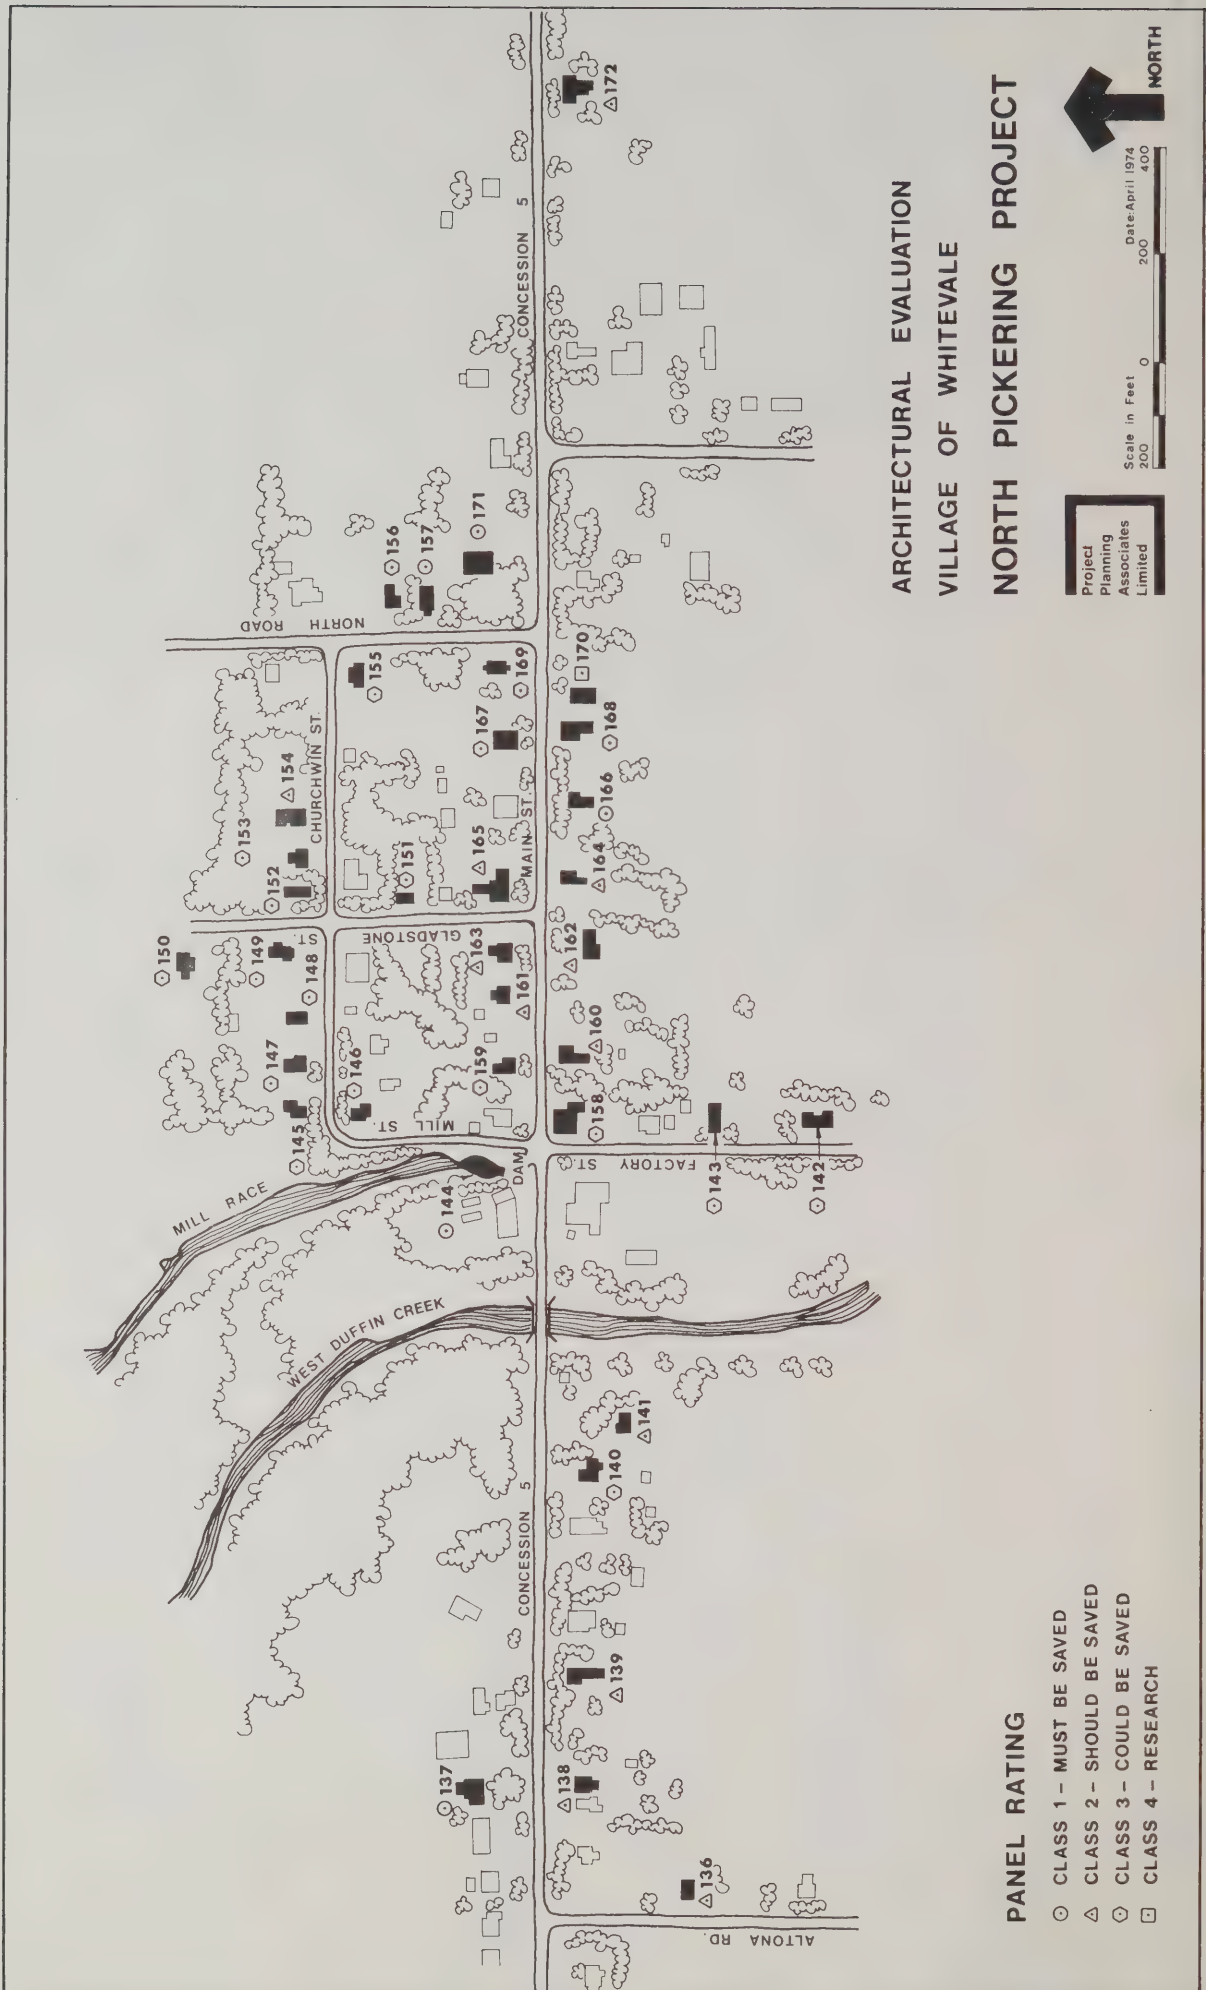 ARCHITECTURAL EVALUATION
VILLAGE OF WHITEVALE
NORTH PICKERING PROJECT
Project
Planning
Associates
Limited
Scale in Feet
Date: April 1974
200 0 200 400
NORTH
PANEL RATING
CLASS 1 – MUST BE SAVED
CLASS 2 – SHOULD BE SAVED
CLASS 3 – COULD BE SAVED
CLASS 4 – RESEARCH
MILL RACE
WEST DUFFIN CREEK
DAM
CONCESSION 5
CONCESSION 5
MAIN ST.
CHURCHWIN ST.
GLADSTONE ST.
MILL ST.
FACTORY ST.
NORTH ROAD
ALTONA RD.
136
137
138
139
140
141
142
143
144
145
146
147
148
149
150
151
152
153
154
155
156
157
158
159
160
161
162
163
164
165
166
167
168
169
170
171
172